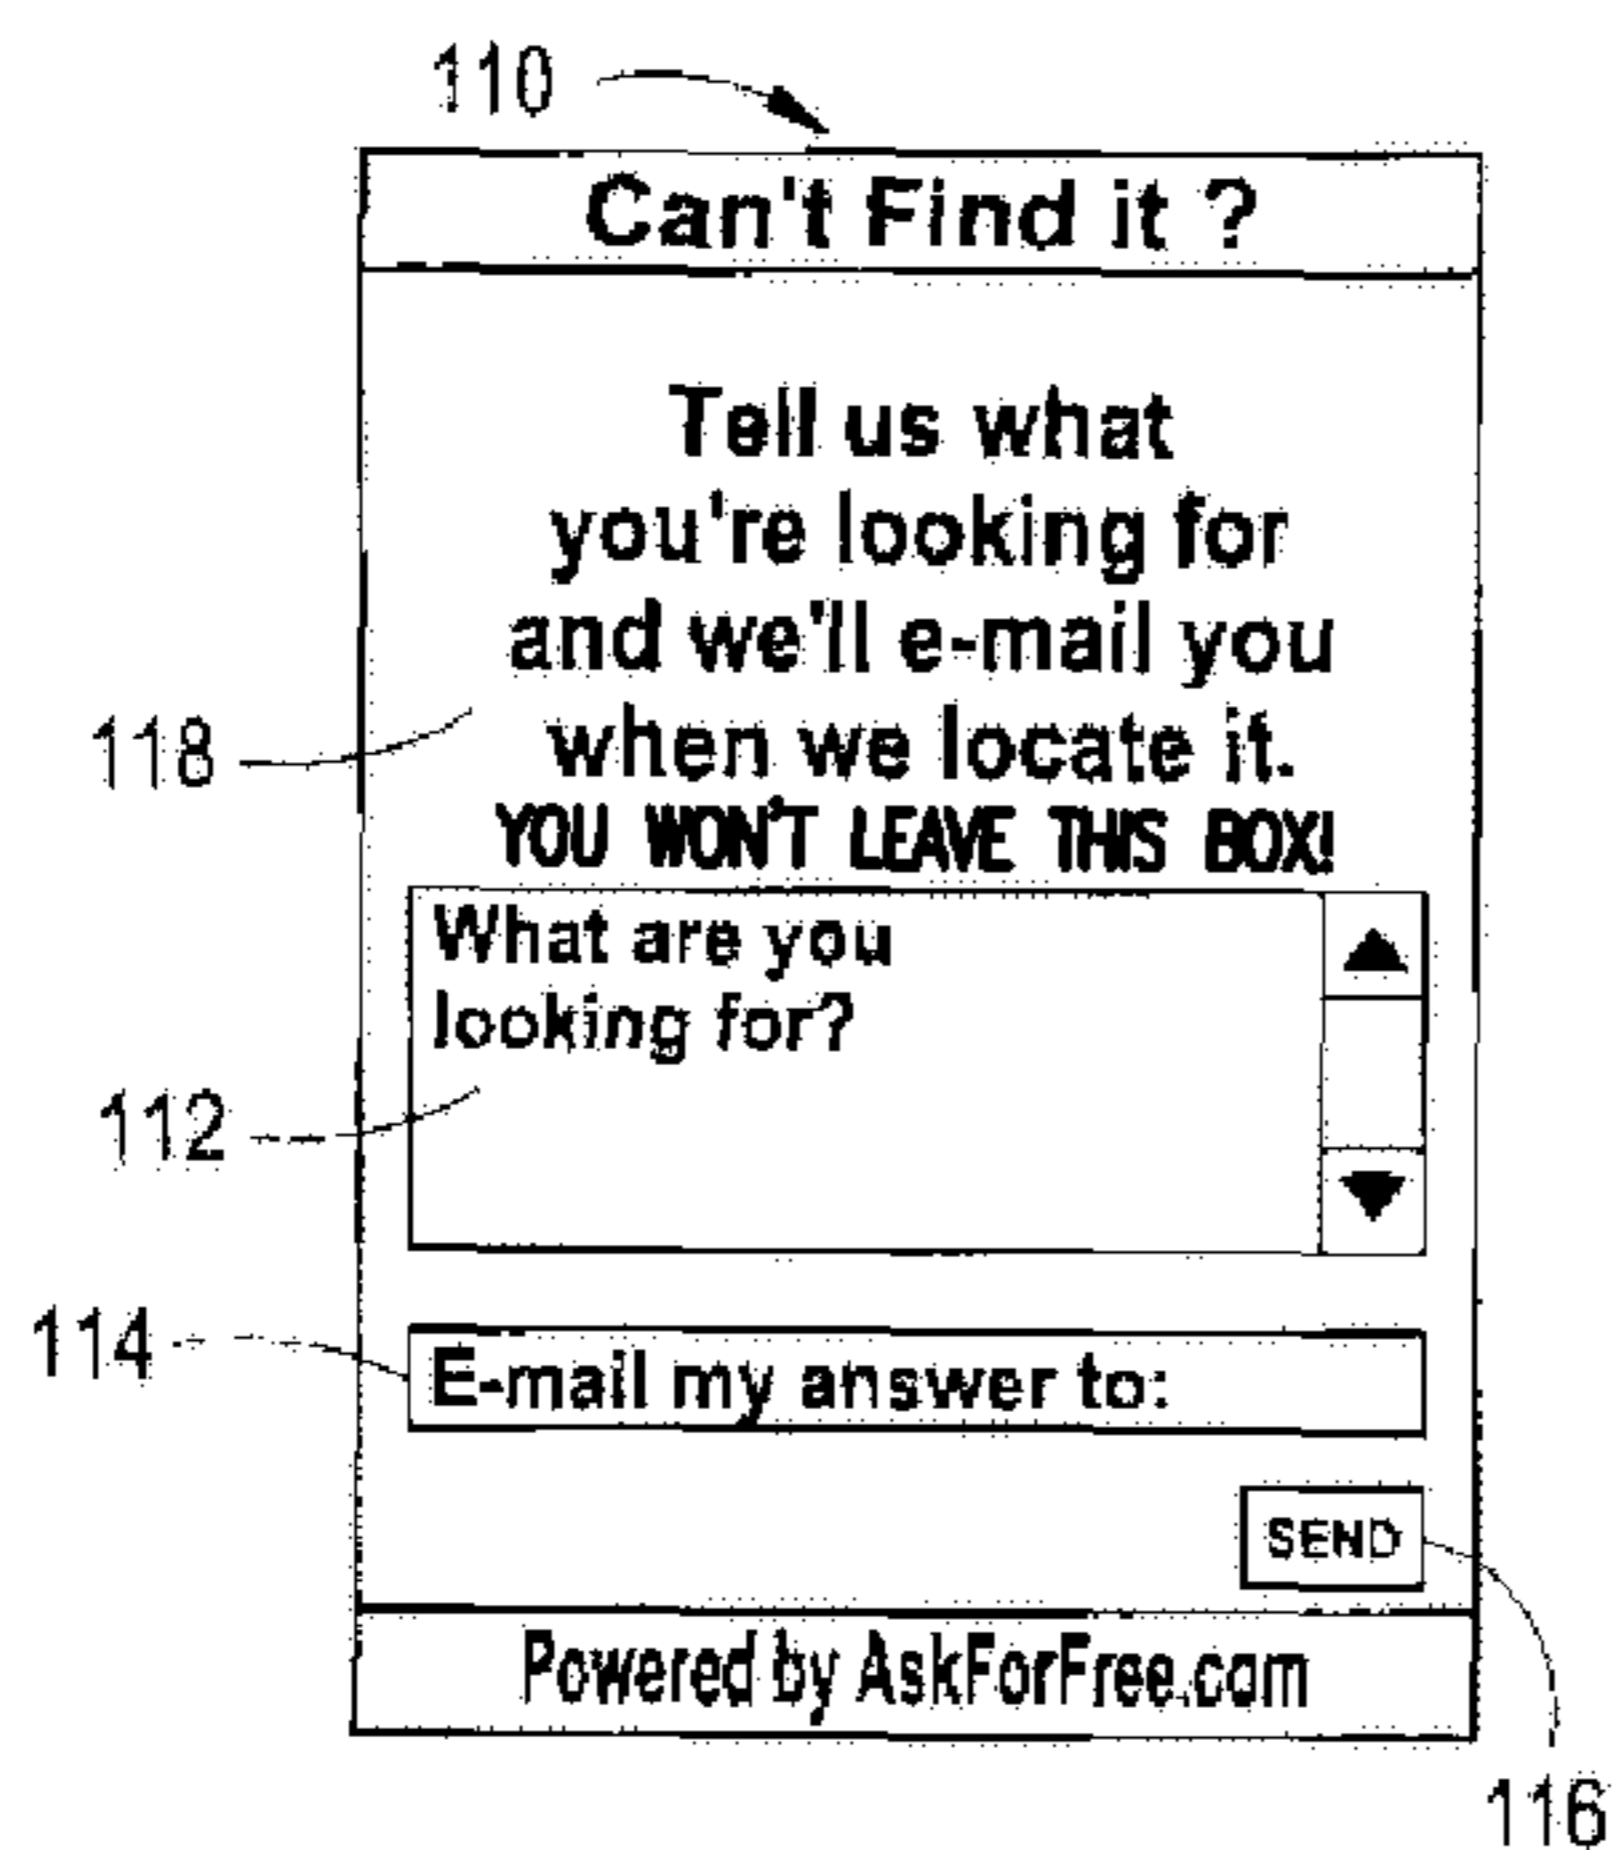 110
Can't Find it ?
Tell us what
you're looking for
and we'll e-mail you
when we locate it.
118
YOU WON'T LEAVE THIS BOX!
What are you
looking for?
112
114
E-mail my answer to:
SEND
Powered by AskForFree.com
116